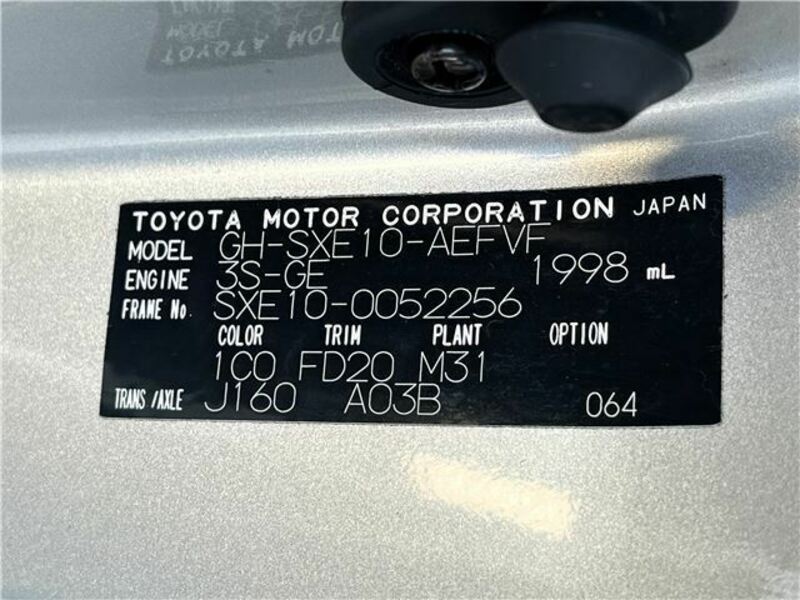 TOYOTA MOTOR CORPORATION JAPAN
MODEL GH-SXE10-AEFVF
ENGINE 3S-GE 1998 mL
FRAME No. SXE10-0052256
COLOR TRIM PLANT OPTION
1C0 FD20 M31
TRANS/AXLE J160 A03B 064